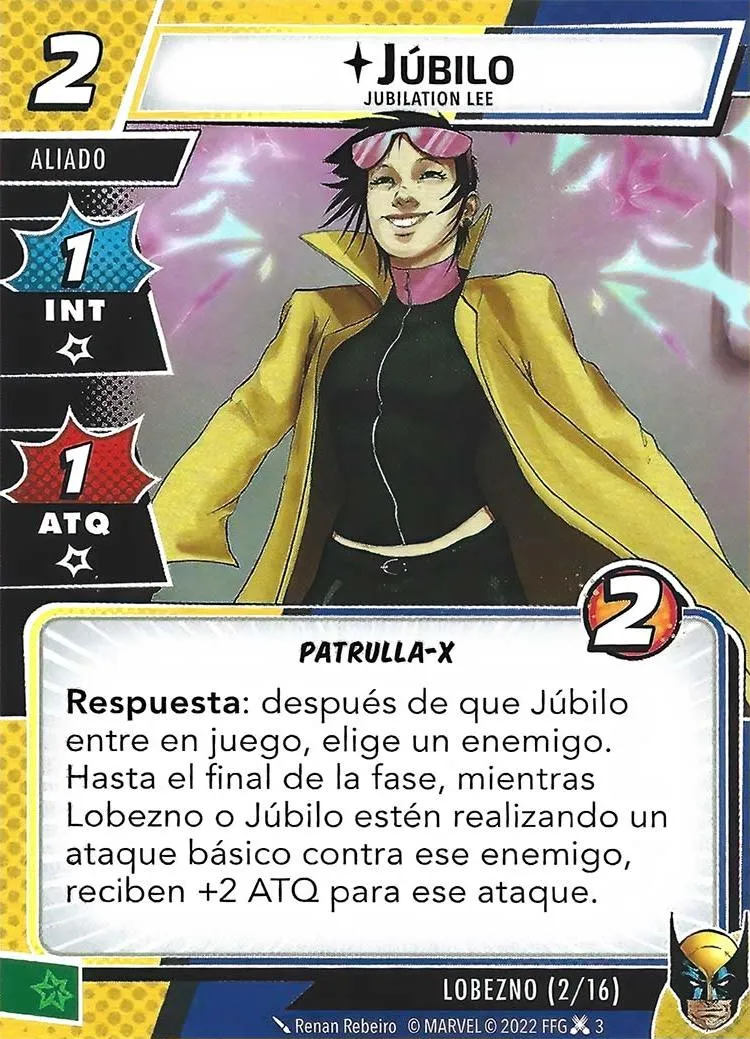 2
JÚBILO
JUBILATION LEE
ALIADO
1
INT
1
ATQ
2
PATRULLA-X
Respuesta: después de que Júbilo
entre en juego, elige un enemigo.
Hasta el final de la fase, mientras
Lobezno o Júbilo estén realizando un
ataque básico contra ese enemigo,
reciben +2 ATQ para ese ataque.
LOBEZNO (2/16)
Renan Rebeiro © MARVEL © 2022 FFG 3